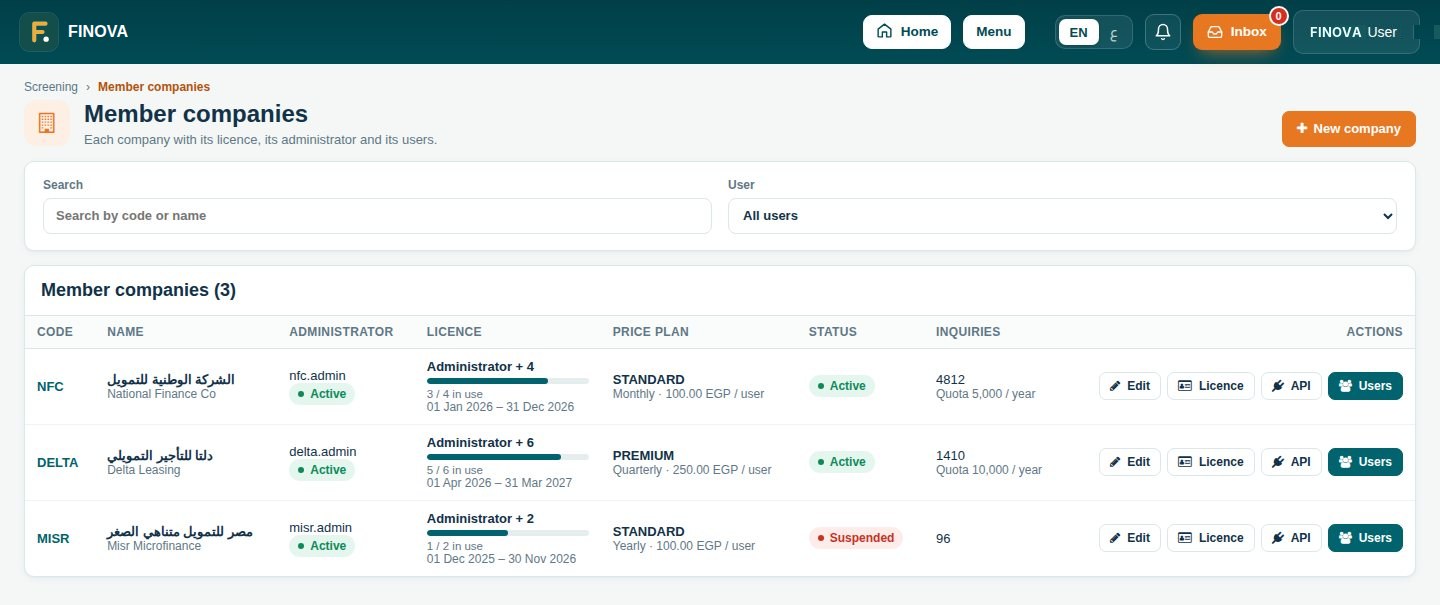 FINOVA
Home
Menu
EN
ع
Inbox
0
FINOVA User
Screening › Member companies
Member companies
Each company with its licence, its administrator and its users.
New company
Search
User
Search by code or name
All users
Member companies (3)
CODE NAME ADMINISTRATOR LICENCE PRICE PLAN STATUS INQUIRIES ACTIONS
NFC
الشركة الوطنية للتمويل
National Finance Co
nfc.admin
Active
Administrator + 4
3 / 4 in use
01 Jan 2026 – 31 Dec 2026
STANDARD
Monthly · 100.00 EGP / user
Active
4812
Quota 5,000 / year
Edit Licence API Users
DELTA
دلتا للتأجير التمويلي
Delta Leasing
delta.admin
Active
Administrator + 6
5 / 6 in use
01 Apr 2026 – 31 Mar 2027
PREMIUM
Quarterly · 250.00 EGP / user
Active
1410
Quota 10,000 / year
Edit Licence API Users
MISR
مصر للتمويل متناهي الصغر
Misr Microfinance
misr.admin
Active
Administrator + 2
1 / 2 in use
01 Dec 2025 – 30 Nov 2026
STANDARD
Yearly · 100.00 EGP / user
Suspended
96
Edit Licence API Users